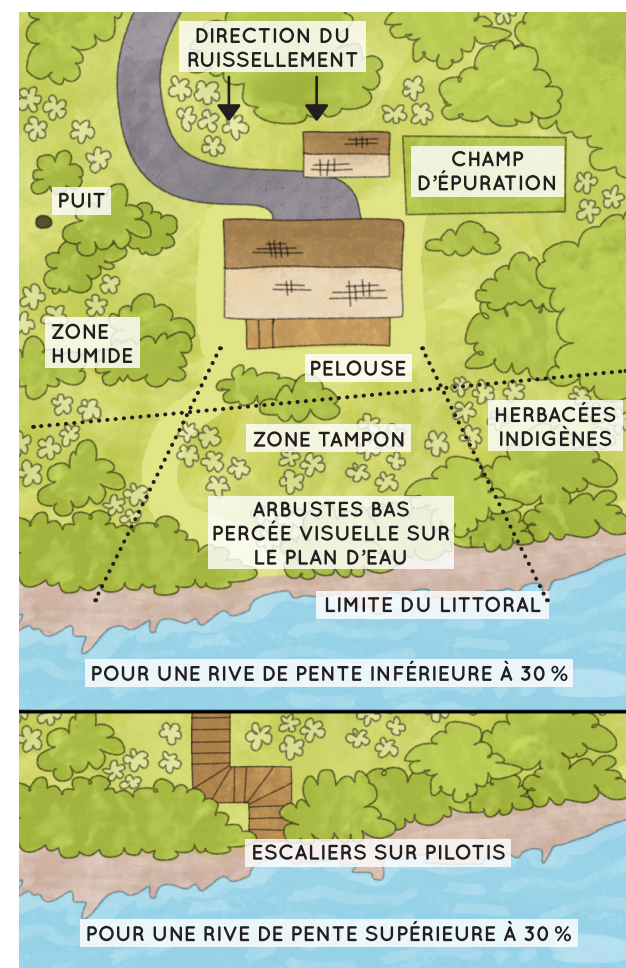 DIRECTION DU
RUISSELLEMENT
CHAMP
D'ÉPURATION
PUIT
ZONE
HUMIDE
PELOUSE
HERBACÉES
INDIGÈNES
ZONE TAMPON
ARBUSTES BAS
PERCÉE VISUELLE SUR
LE PLAN D'EAU
LIMITE DU LITTORAL
POUR UNE RIVE DE PENTE INFÉRIEURE À 30 %
ESCALIERS SUR PILOTIS
POUR UNE RIVE DE PENTE SUPÉRIEURE À 30 %